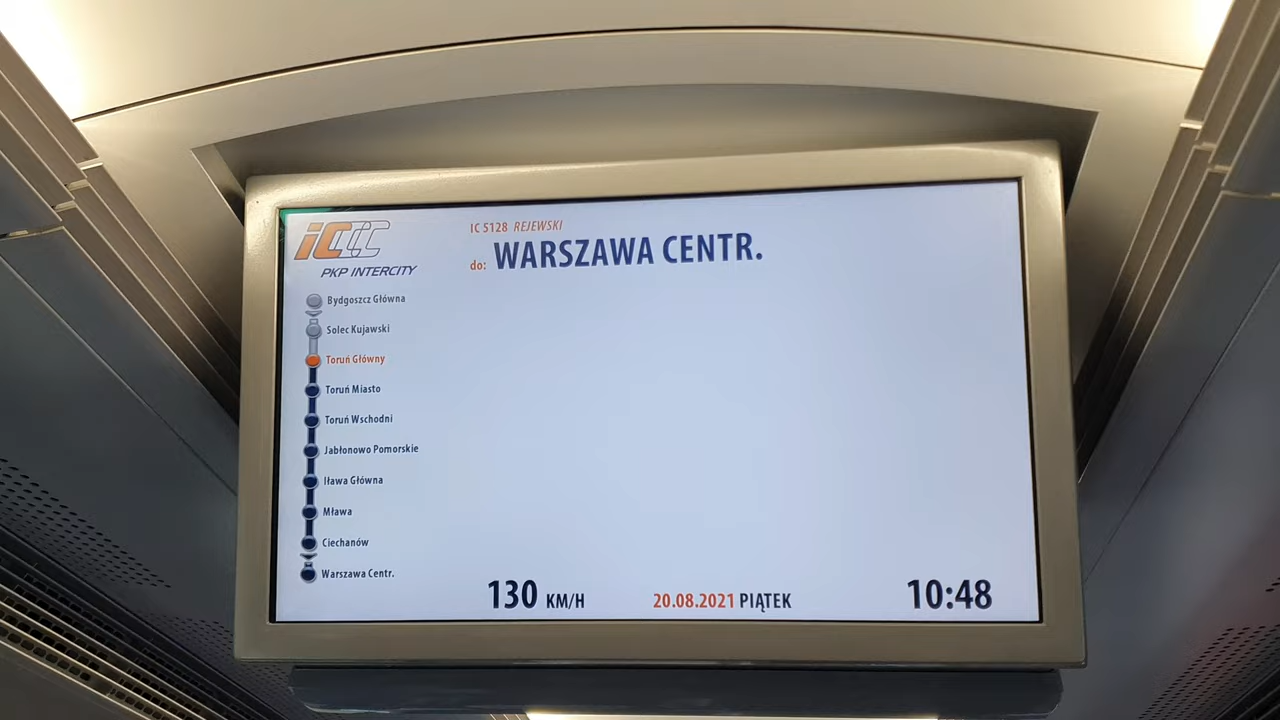 iC
PKP INTERCITY
IC 5128 REJEWSKI
do: WARSZAWA CENTR.
Bydgoszcz Główna
Solec Kujawski
Toruń Główny
Toruń Miasto
Toruń Wschodni
Jabłonowo Pomorskie
Iława Główna
Mława
Ciechanów
Warszawa Centr.
130 KM/H
20.08.2021 PIĄTEK
10:48